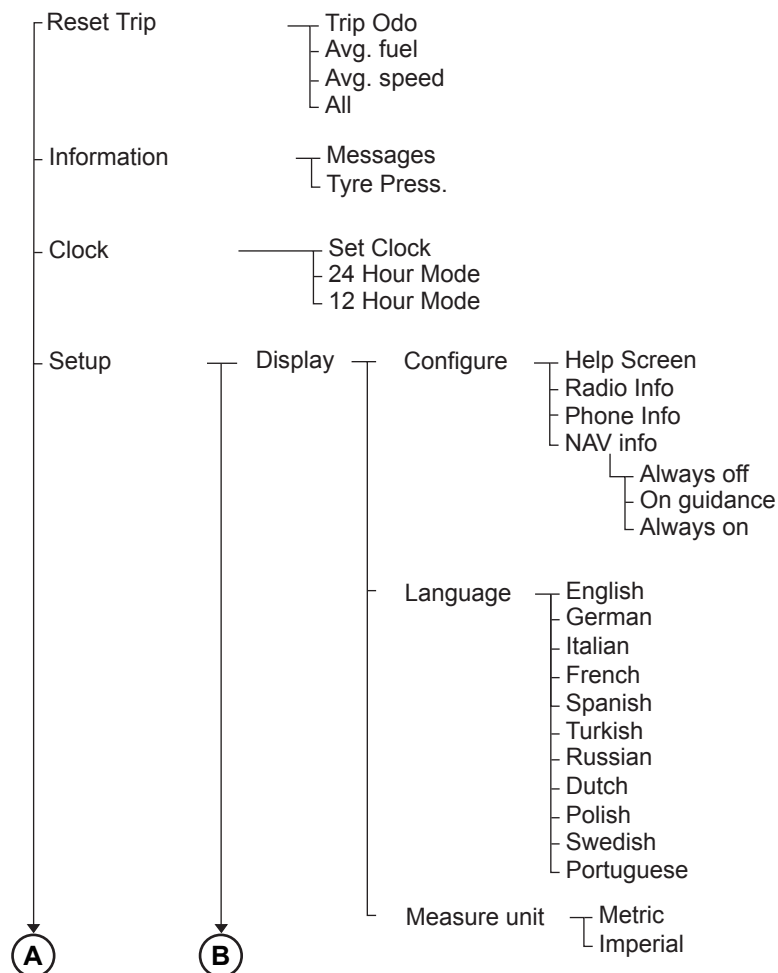 Reset Trip
Trip Odo
Avg. fuel
Avg. speed
All
Information
Messages
Tyre Press.
Clock
Set Clock
24 Hour Mode
12 Hour Mode
Setup
Display
Configure
Help Screen
Radio Info
Phone Info
NAV info
Always off
On guidance
Always on
Language
English
German
Italian
French
Spanish
Turkish
Russian
Dutch
Polish
Swedish
Portuguese
Measure unit
Metric
Imperial
A
B